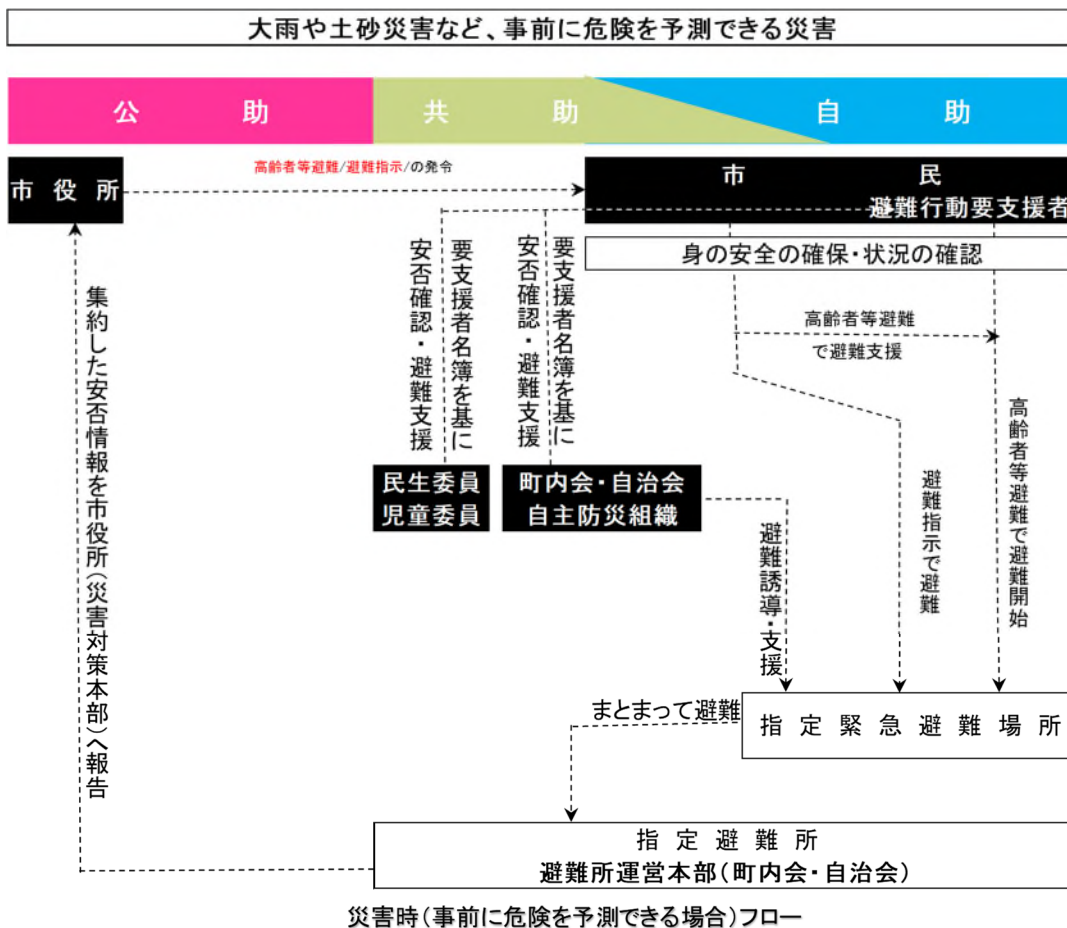 大雨や土砂災害など、事前に危険を予測できる災害
公助
共助
自助
市役所
高齢者等避難/避難指示/の発令
市民
避難行動要支援者
身の安全の確保・状況の確認
要支援者名簿を基に
安否確認・避難支援
要支援者名簿を基に
安否確認・避難支援
高齢者等避難
で避難支援
集約した安否情報を市役所(災害対策本部)へ報告
民生委員
児童委員
町内会・自治会
自主防災組織
避難誘導・支援
避難指示で避難
高齢者等避難で避難開始
まとまって避難
指定緊急避難場所
指定避難所
避難所運営本部(町内会・自治会)
災害時(事前に危険を予測できる場合)フロー